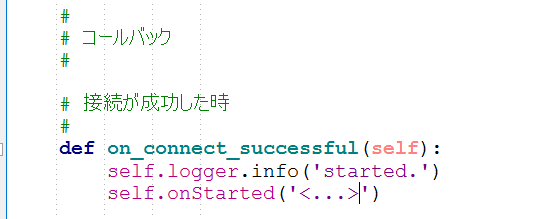 #
# コールバック
#
# 接続が成功した時
#
def on_connect_successful(self):
self.logger.info('started.')
self.onStarted('<...>')